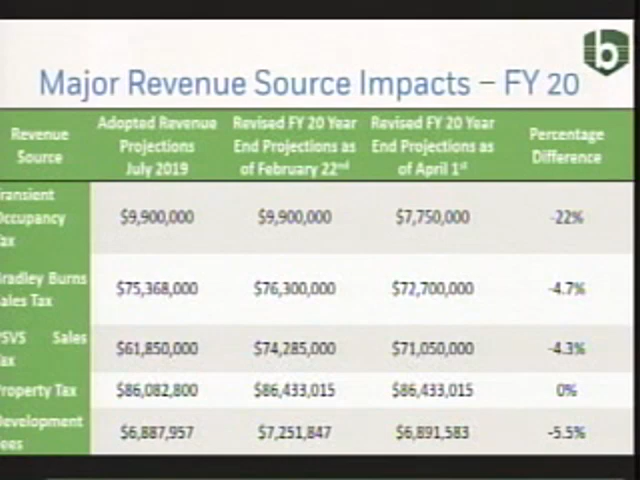 b
Major Revenue Source Impacts – FY 20
Revenue Source
Adopted Revenue Projections July 2019
Revised FY 20 Year End Projections as of February 22nd
Revised FY 20 Year End Projections as of April 1st
Percentage Difference
ransient Occupancy ax
$9,900,000
$9,900,000
$7,750,000
-22%
radley Burns ales Tax
$75,368,000
$76,300,000
$72,700,000
-4.7%
PSVS Sales ax
$61,850,000
$74,285,000
$71,050,000
-4.3%
Property Tax
$86,082,800
$86,433,015
$86,433,015
0%
evelopment ees
$6,887,957
$7,251,847
$6,891,583
-5.5%